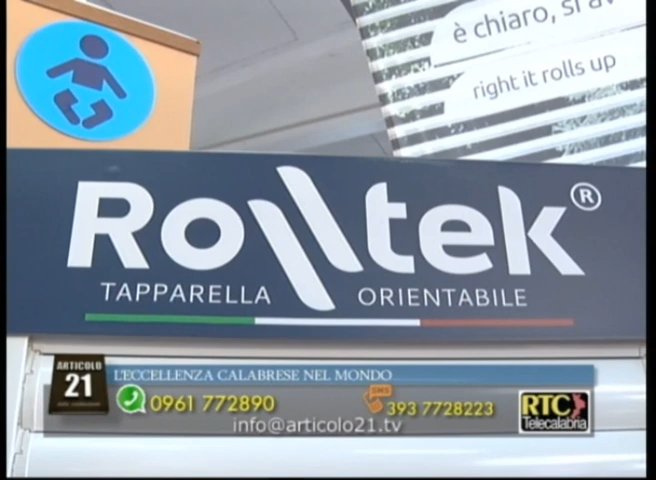 è chiaro, si
right it rolls up
Rolltek®
TAPPARELLA ORIENTABILE
ARTICOLO
21
L'ECCELLENZA CALABRESE NEL MONDO
0961 772890
SMS
393 7728223
info@articolo21.tv
RTC
Telecalabria